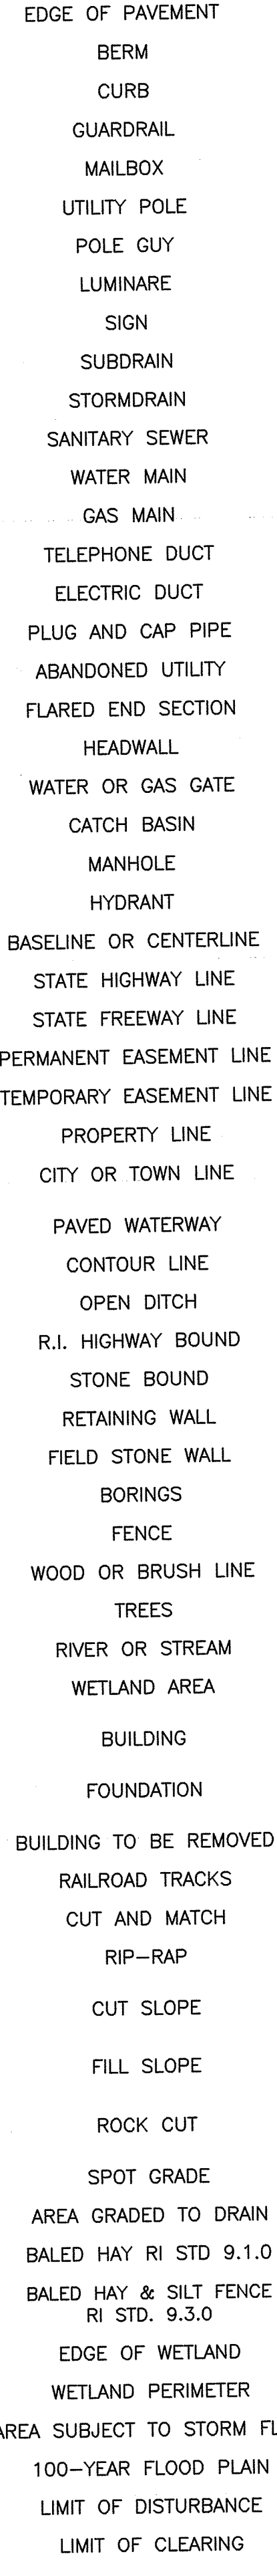 EDGE OF PAVEMENT
BERM
CURB
GUARDRAIL
MAILBOX
UTILITY POLE
POLE GUY
LUMINARE
SIGN
SUBDRAIN
STORMDRAIN
SANITARY SEWER
WATER MAIN
GAS MAIN
TELEPHONE DUCT
ELECTRIC DUCT
PLUG AND CAP PIPE
ABANDONED UTILITY
FLARED END SECTION
HEADWALL
WATER OR GAS GATE
CATCH BASIN
MANHOLE
HYDRANT
BASELINE OR CENTERLINE
STATE HIGHWAY LINE
STATE FREEWAY LINE
PERMANENT EASEMENT LINE
TEMPORARY EASEMENT LINE
PROPERTY LINE
CITY OR TOWN LINE
PAVED WATERWAY
CONTOUR LINE
OPEN DITCH
R.I. HIGHWAY BOUND
STONE BOUND
RETAINING WALL
FIELD STONE WALL
BORINGS
FENCE
WOOD OR BRUSH LINE
TREES
RIVER OR STREAM
WETLAND AREA
BUILDING
FOUNDATION
BUILDING TO BE REMOVED
RAILROAD TRACKS
CUT AND MATCH
RIP-RAP
CUT SLOPE
FILL SLOPE
ROCK CUT
SPOT GRADE
AREA GRADED TO DRAIN
BALED HAY RI STD 9.1.0
BALED HAY & SILT FENCE
RI STD. 9.3.0
EDGE OF WETLAND
WETLAND PERIMETER
AREA SUBJECT TO STORM FL
100-YEAR FLOOD PLAIN
LIMIT OF DISTURBANCE
LIMIT OF CLEARING